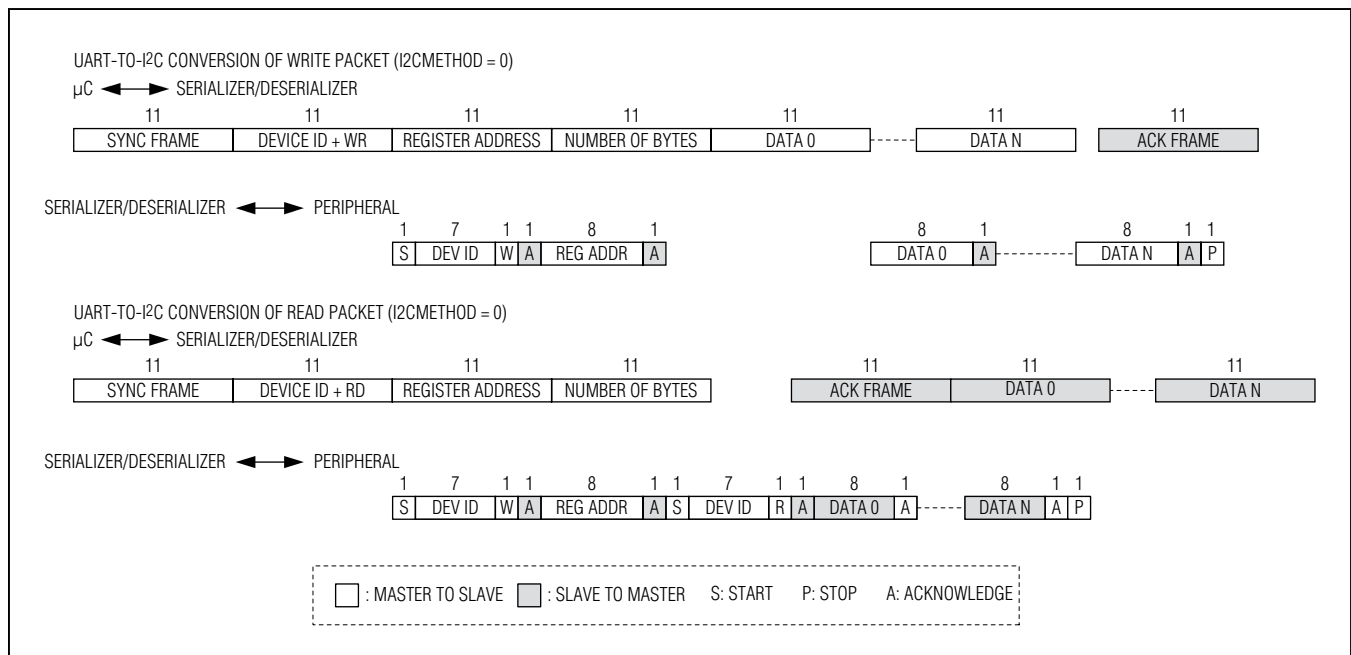 UART-TO-I2C CONVERSION OF WRITE PACKET (I2CMETHOD = 0)
µC SERIALIZER/DESERIALIZER
11 11 11 11 11 11 11
SYNC FRAME DEVICE ID + WR REGISTER ADDRESS NUMBER OF BYTES DATA 0 DATA N ACK FRAME
SERIALIZER/DESERIALIZER PERIPHERAL
1 7 1 1 8 1 8 1 8 1 1
S DEV ID W A REG ADDR A DATA 0 A DATA N A P
UART-TO-I2C CONVERSION OF READ PACKET (I2CMETHOD = 0)
µC SERIALIZER/DESERIALIZER
11 11 11 11 11 11 11
SYNC FRAME DEVICE ID + RD REGISTER ADDRESS NUMBER OF BYTES ACK FRAME DATA 0 DATA N
SERIALIZER/DESERIALIZER PERIPHERAL
1 7 1 1 8 1 1 7 1 1 8 1 8 1 1
S DEV ID W A REG ADDR A S DEV ID R A DATA 0 A DATA N A P
: MASTER TO SLAVE : SLAVE TO MASTER S: START P: STOP A: ACKNOWLEDGE